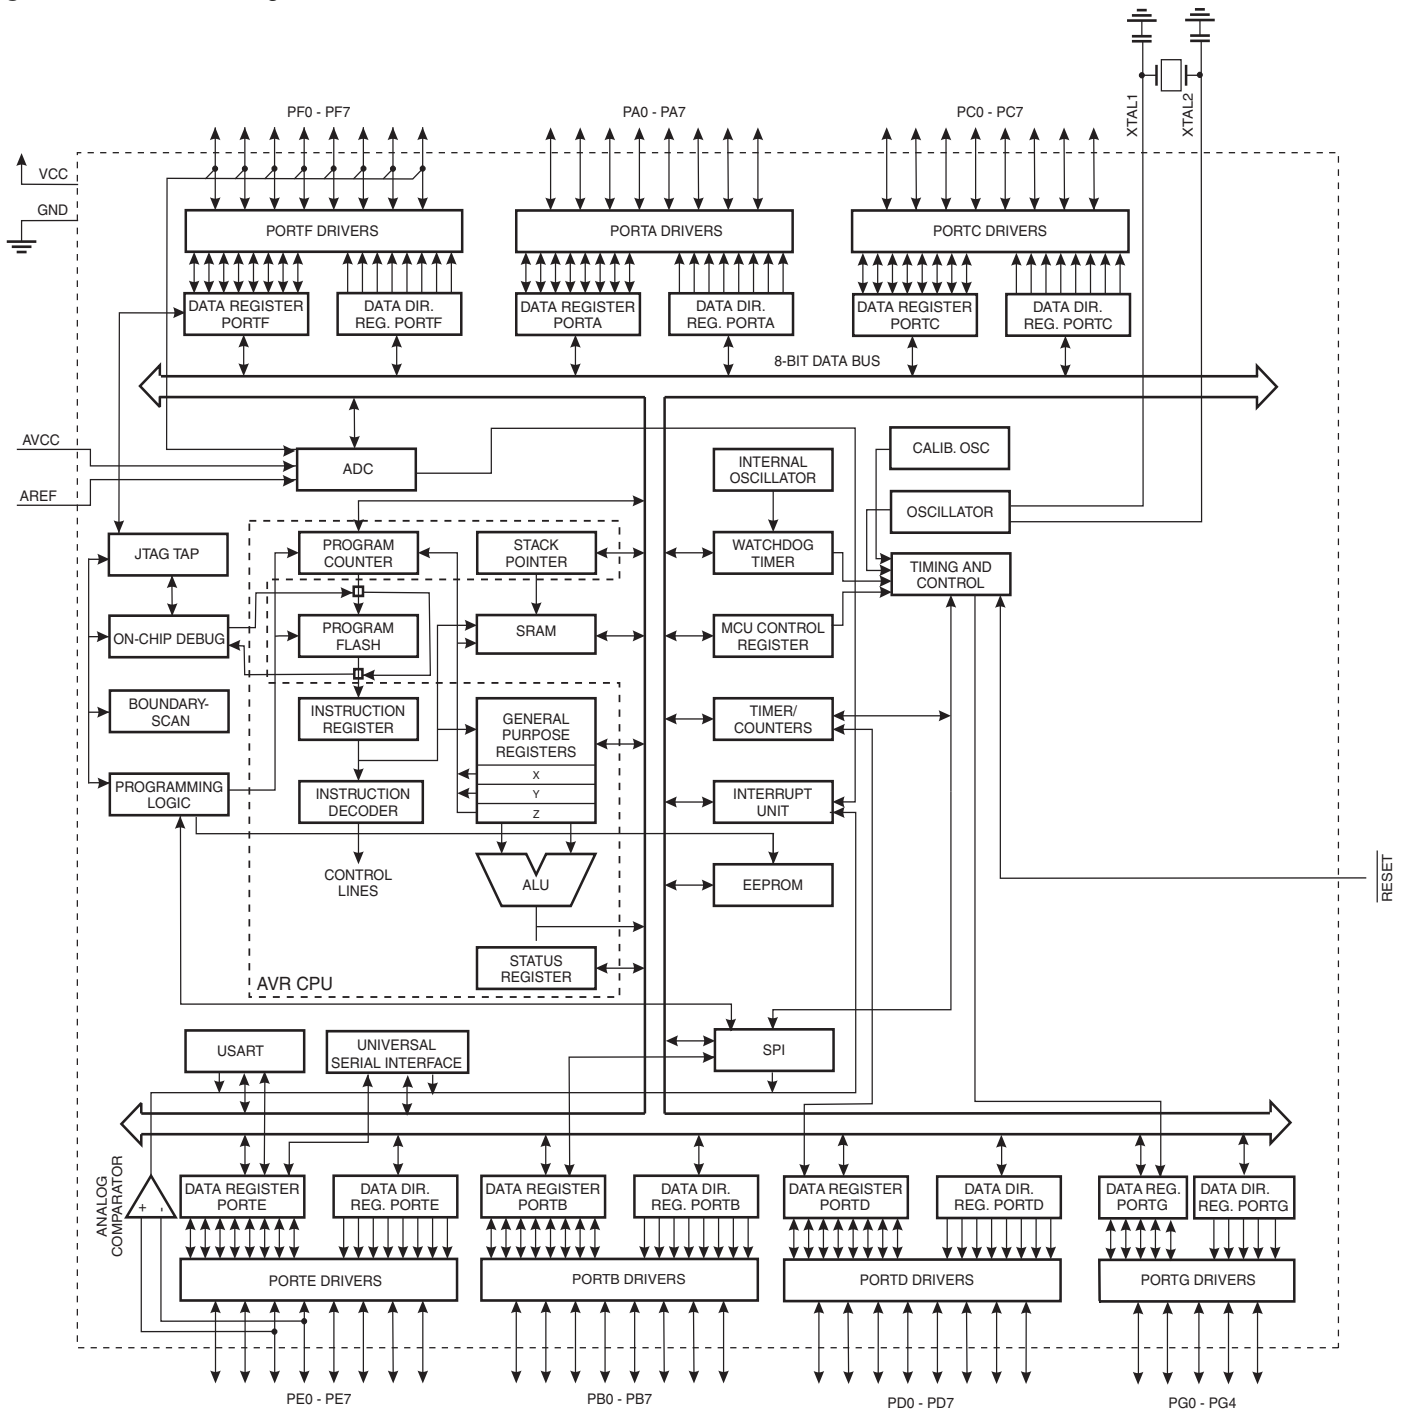 XTAL1
XTAL2
PF0 - PF7
PA0 - PA7
PC0 - PC7
VCC
GND
PORTF DRIVERS
PORTA DRIVERS
PORTC DRIVERS
DATA REGISTER
PORTF
DATA DIR.
REG. PORTF
DATA REGISTER
PORTA
DATA DIR.
REG. PORTA
DATA REGISTER
PORTC
DATA DIR.
REG. PORTC
8-BIT DATA BUS
AVCC
AREF
ADC
INTERNAL
OSCILLATOR
CALIB. OSC
OSCILLATOR
JTAG TAP
PROGRAM
COUNTER
STACK
POINTER
WATCHDOG
TIMER
TIMING AND
CONTROL
ON-CHIP DEBUG
PROGRAM
FLASH
SRAM
MCU CONTROL
REGISTER
BOUNDARY-
SCAN
INSTRUCTION
REGISTER
GENERAL
PURPOSE
REGISTERS
X
Y
Z
TIMER/
COUNTERS
PROGRAMMING
LOGIC
INSTRUCTION
DECODER
INTERRUPT
UNIT
CONTROL
LINES
ALU
EEPROM
RESET
STATUS
REGISTER
AVR CPU
USART
UNIVERSAL
SERIAL INTERFACE
SPI
ANALOG
COMPARATOR
+
-
DATA REGISTER
PORTE
DATA DIR.
REG. PORTE
DATA REGISTER
PORTB
DATA DIR.
REG. PORTB
DATA REGISTER
PORTD
DATA DIR.
REG. PORTD
DATA REG.
PORTG
DATA DIR.
REG. PORTG
PORTE DRIVERS
PORTB DRIVERS
PORTD DRIVERS
PORTG DRIVERS
PE0 - PE7
PB0 - PB7
PD0 - PD7
PG0 - PG4